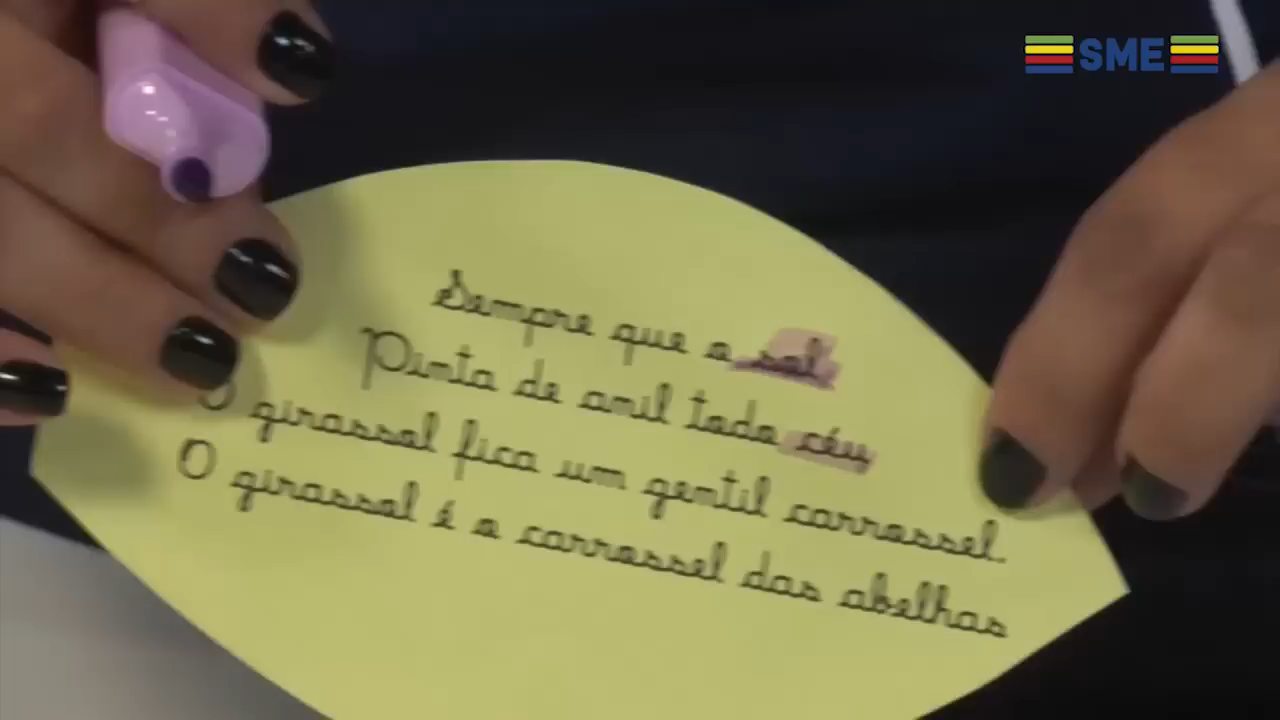 SME
Sempre que o sol
Pinta de anil todo céu
O girassol fica um gentil carrossel.
O girassol é o carrossel das abelhas